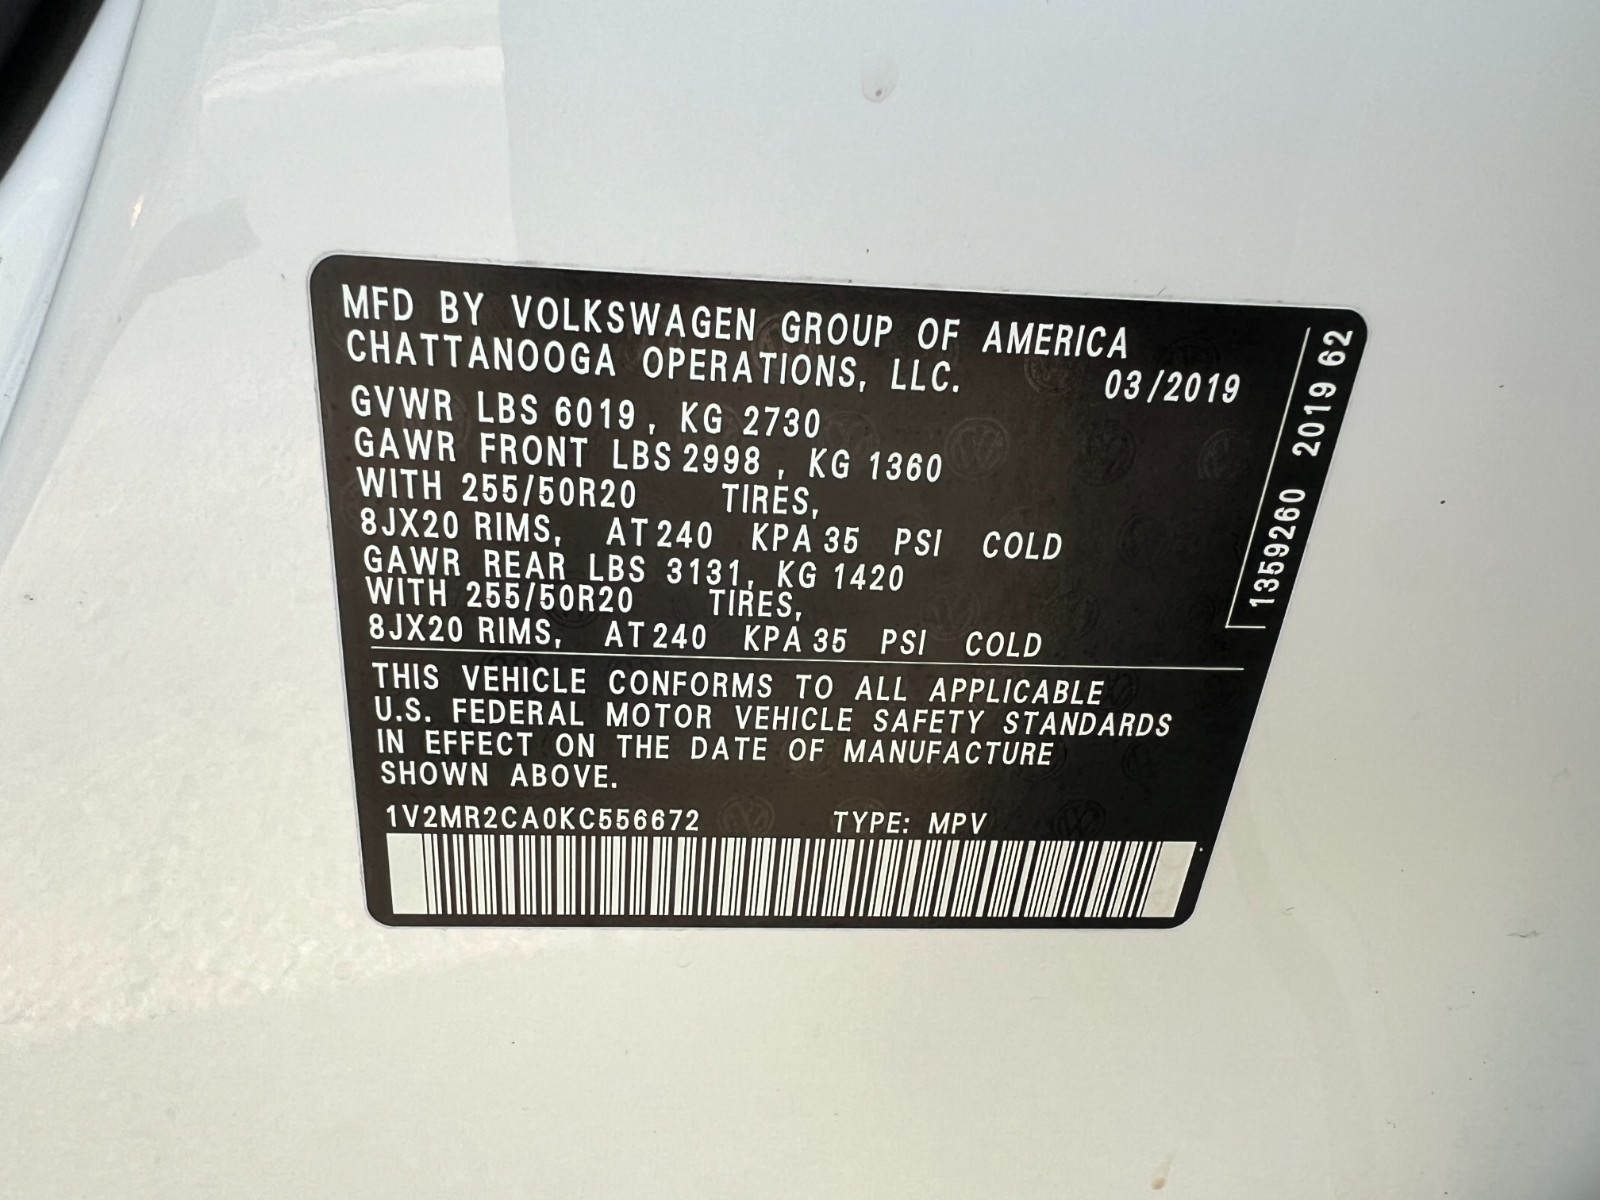 MFD BY VOLKSWAGEN GROUP OF AMERICA
CHATTANOOGA OPERATIONS, LLC. 03/2019
GVWR LBS 6019, KG 2730
GAWR FRONT LBS 2998, KG 1360
WITH 255/50R20 TIRES,
8JX20 RIMS, AT 240 KPA 35 PSI COLD
GAWR REAR LBS 3131, KG 1420
WITH 255/50R20 TIRES,
8JX20 RIMS, AT 240 KPA 35 PSI COLD
THIS VEHICLE CONFORMS TO ALL APPLICABLE
U.S. FEDERAL MOTOR VEHICLE SAFETY STANDARDS
IN EFFECT ON THE DATE OF MANUFACTURE
SHOWN ABOVE.
1V2MR2CA0KC556672 TYPE: MPV
1359260 2019 62